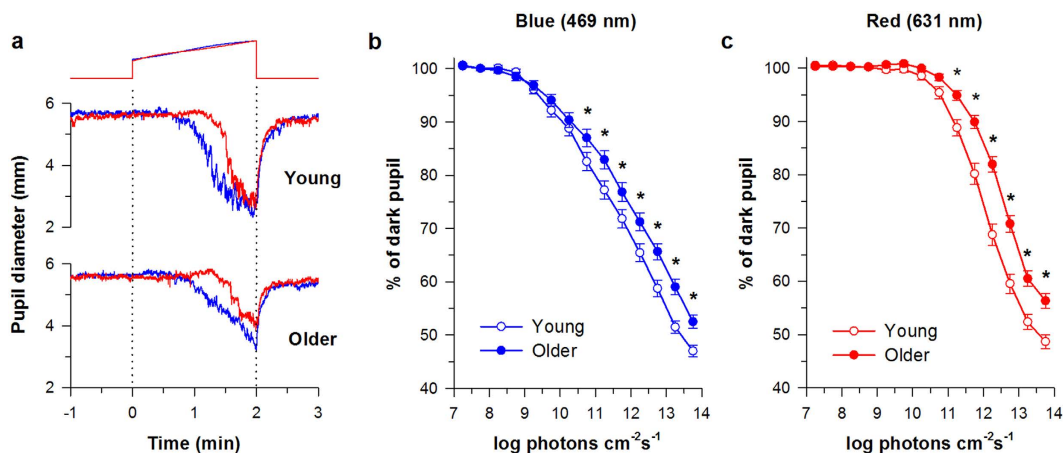 a
6
4
2
Pupil diameter (mm)
Young
6
4
2
Older
-1 0 1 2 3
Time (min)
Blue (469 nm)
b
100
90
80
70
60
50
40
% of dark pupil
* * * * * * *
Young
Older
7 8 9 10 11 12 13 14
log photons cm-2s-1
Red (631 nm)
c
100
90
80
70
60
50
40
% of dark pupil
* * * * * *
Young
Older
7 8 9 10 11 12 13 14
log photons cm-2s-1